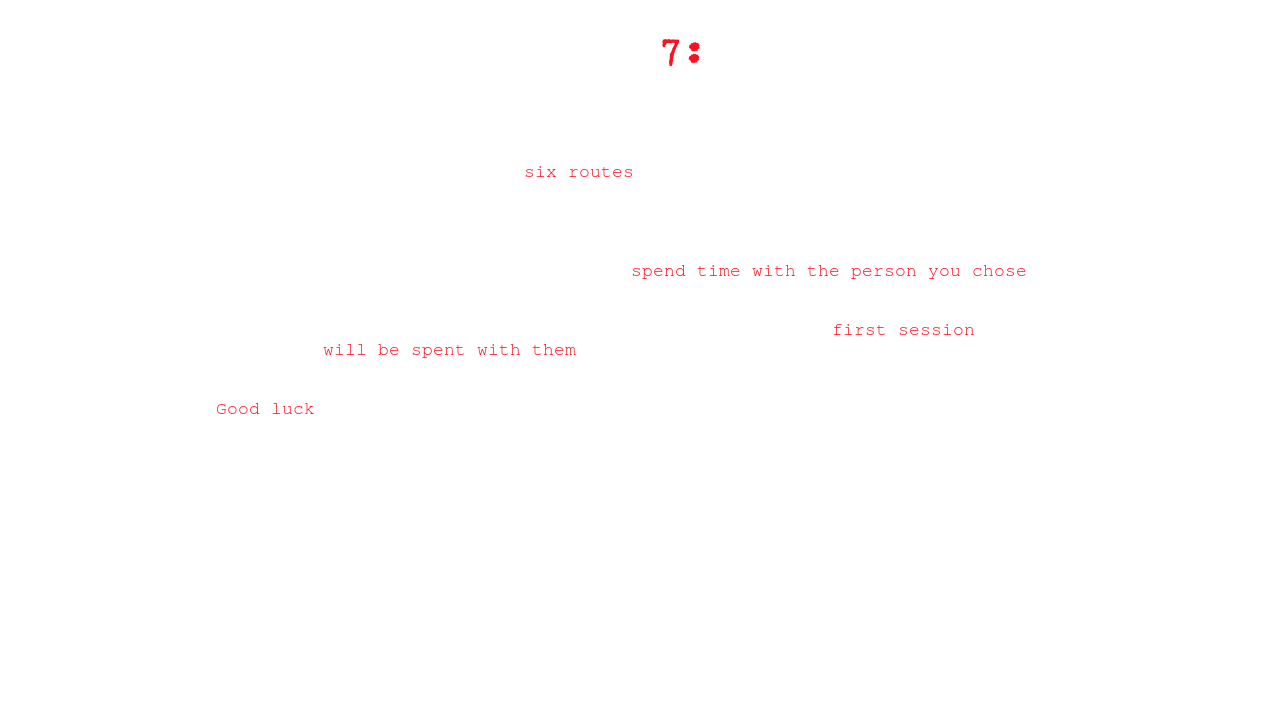 7:
six routes
spend time with the person you chose
first session
will be spent with them
Good luck